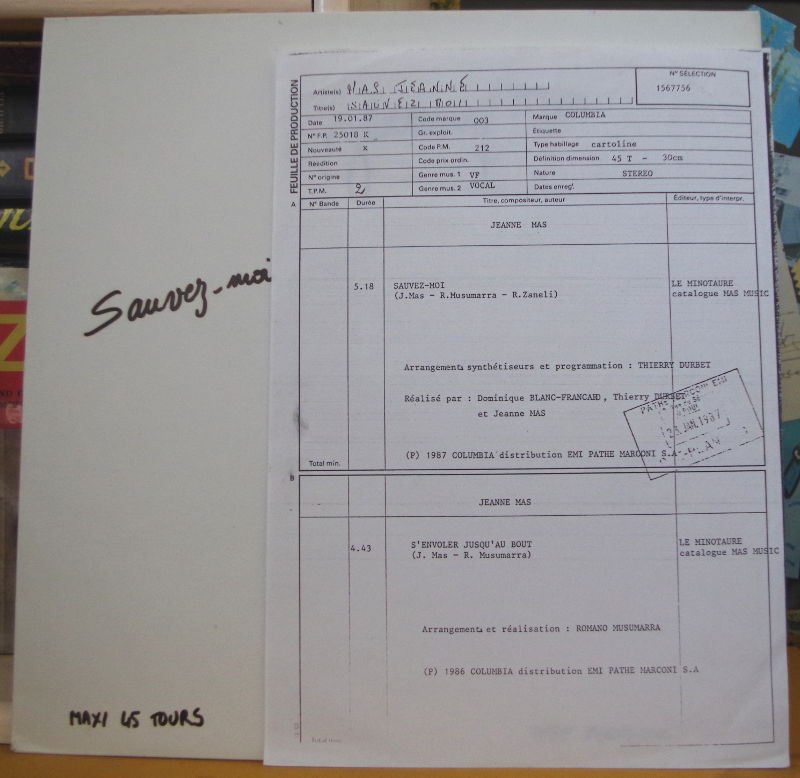 Sauvez-moi
MAXI 45 TOURS
FEUILLE DE PRODUCTION
Artiste(s) MAS JEANNE
Titre(s) SAUVEZ MOI
N° SÉLECTION
1567756
Date 19.01.87
Code marque 003
Marque COLUMBIA
N° F.P. 25018 K
Gr. exploit.
Étiquette
Nouveauté x
Code P.M. 212
Type habillage cartoline
Réédition
Code prix ordin.
Définition dimension 45 T - 30cm
N° origine
Genre mus. 1 VF
Nature STEREO
T.P.M. 2
Genre mus. 2 VOCAL
Dates enreg.
A
N° Bande Durée Titre, compositeur, auteur Éditeur, type d'interpr.
JEANNE MAS
5.18 SAUVEZ-MOI LE MINOTAURE
(J.Mas - R.Musumarra - R.Zaneli) catalogue MAS MUSIC
Arrangements synthétiseurs et programmation : THIERRY DURBET
Réalisé par : Dominique BLANC-FRANCARD, Thierry DURBET
et Jeanne MAS
PATHE MARCONI EMI
23 JAN. 1987
(P) 1987 COLUMBIA distribution EMI PATHE MARCONI S.A
Total min.
B
JEANNE MAS
4.43 S'ENVOLER JUSQU'AU BOUT LE MINOTAURE
(J. Mas - R. Musumarra) catalogue MAS MUSIC
Arrangements et réalisation : ROMANO MUSUMARRA
(P) 1986 COLUMBIA distribution EMI PATHE MARCONI S.A